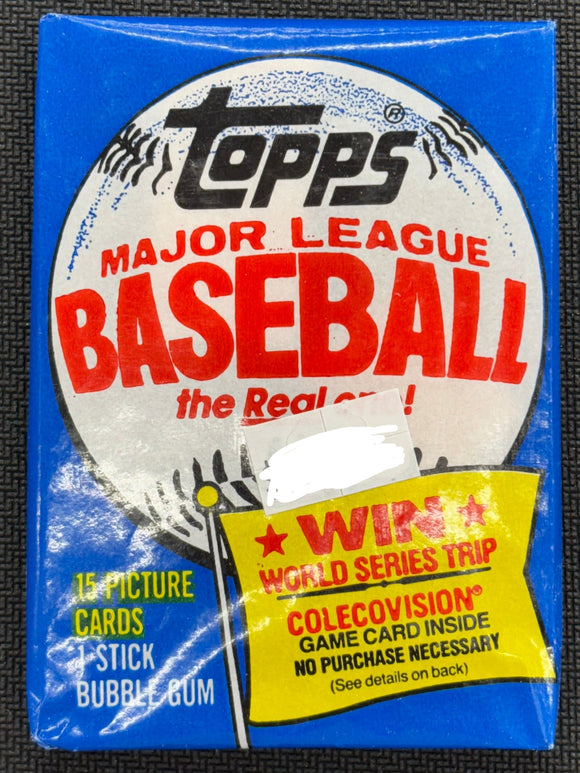 topps®
MAJOR LEAGUE
BASEBALL
the Real !
★ WIN ★
WORLD SERIES TRIP
COLECOVISION®
GAME CARD INSIDE
NO PURCHASE NECESSARY
(See details on back)
15 PICTURE
CARDS
1 STICK
BUBBLE GUM